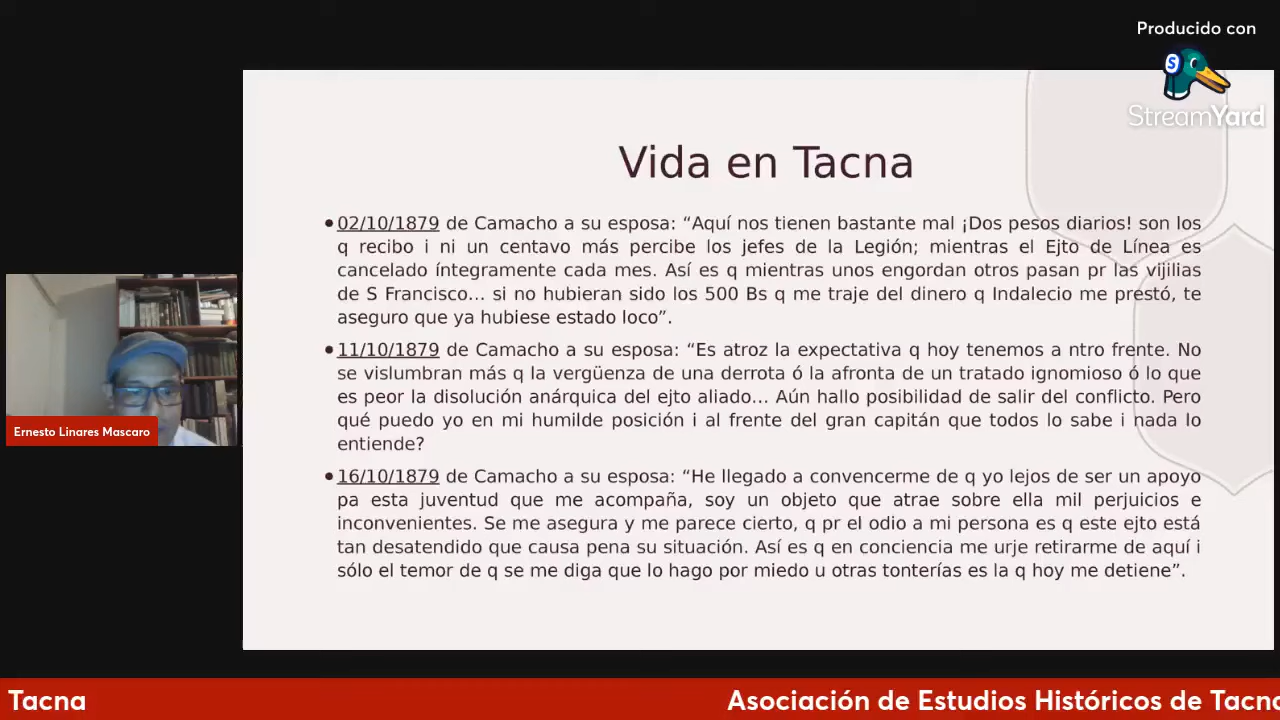 Producido con
StreamYard
Vida en Tacna
•02/10/1879 de Camacho a su esposa: “Aquí nos tienen bastante mal ¡Dos pesos diarios! son los
q recibo i ni un centavo más percibe los jefes de la Legión; mientras el Ejto de Línea es
cancelado íntegramente cada mes. Así es q mientras unos engordan otros pasan pr las vijilias
de S Francisco... si no hubieran sido los 500 Bs q me traje del dinero q Indalecio me prestó, te
aseguro que ya hubiese estado loco”.
•11/10/1879 de Camacho a su esposa: “Es atroz la expectativa q hoy tenemos a ntro frente. No
se vislumbran más q la vergüenza de una derrota ó la afronta de un tratado ignomioso ó lo que
es peor la disolución anárquica del ejto aliado... Aún hallo posibilidad de salir del conflicto. Pero
qué puedo yo en mi humilde posición i al frente del gran capitán que todos lo sabe i nada lo
entiende?
•16/10/1879 de Camacho a su esposa: “He llegado a convencerme de q yo lejos de ser un apoyo
pa esta juventud que me acompaña, soy un objeto que atrae sobre ella mil perjuicios e
inconvenientes. Se me asegura y me parece cierto, q pr el odio a mi persona es q este ejto está
tan desatendido que causa pena su situación. Así es q en conciencia me urje retirarme de aquí i
sólo el temor de q se me diga que lo hago por miedo u otras tonterías es la q hoy me detiene”.
Ernesto Linares Mascaro
Tacna
Asociación de Estudios Históricos de Tacna